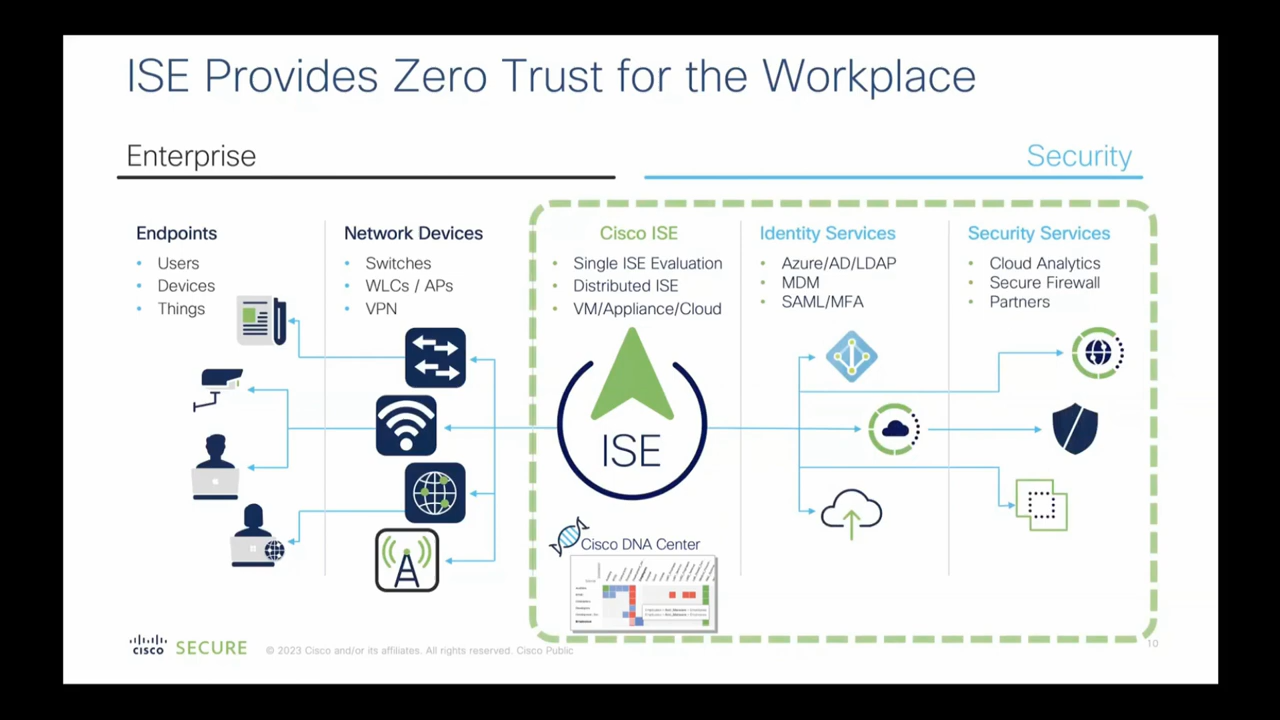 ISE Provides Zero Trust for the Workplace
Enterprise
Security
Endpoints
• Users
• Devices
• Things
Network Devices
• Switches
• WLCs / APs
• VPN
Cisco ISE
• Single ISE Evaluation
• Distributed ISE
• VM/Appliance/Cloud
Identity Services
• Azure/AD/LDAP
• MDM
• SAML/MFA
Security Services
• Cloud Analytics
• Secure Firewall
• Partners
ISE
Cisco DNA Center
CISCO SECURE
© 2023 Cisco and/or its affiliates. All rights reserved. Cisco Public
10